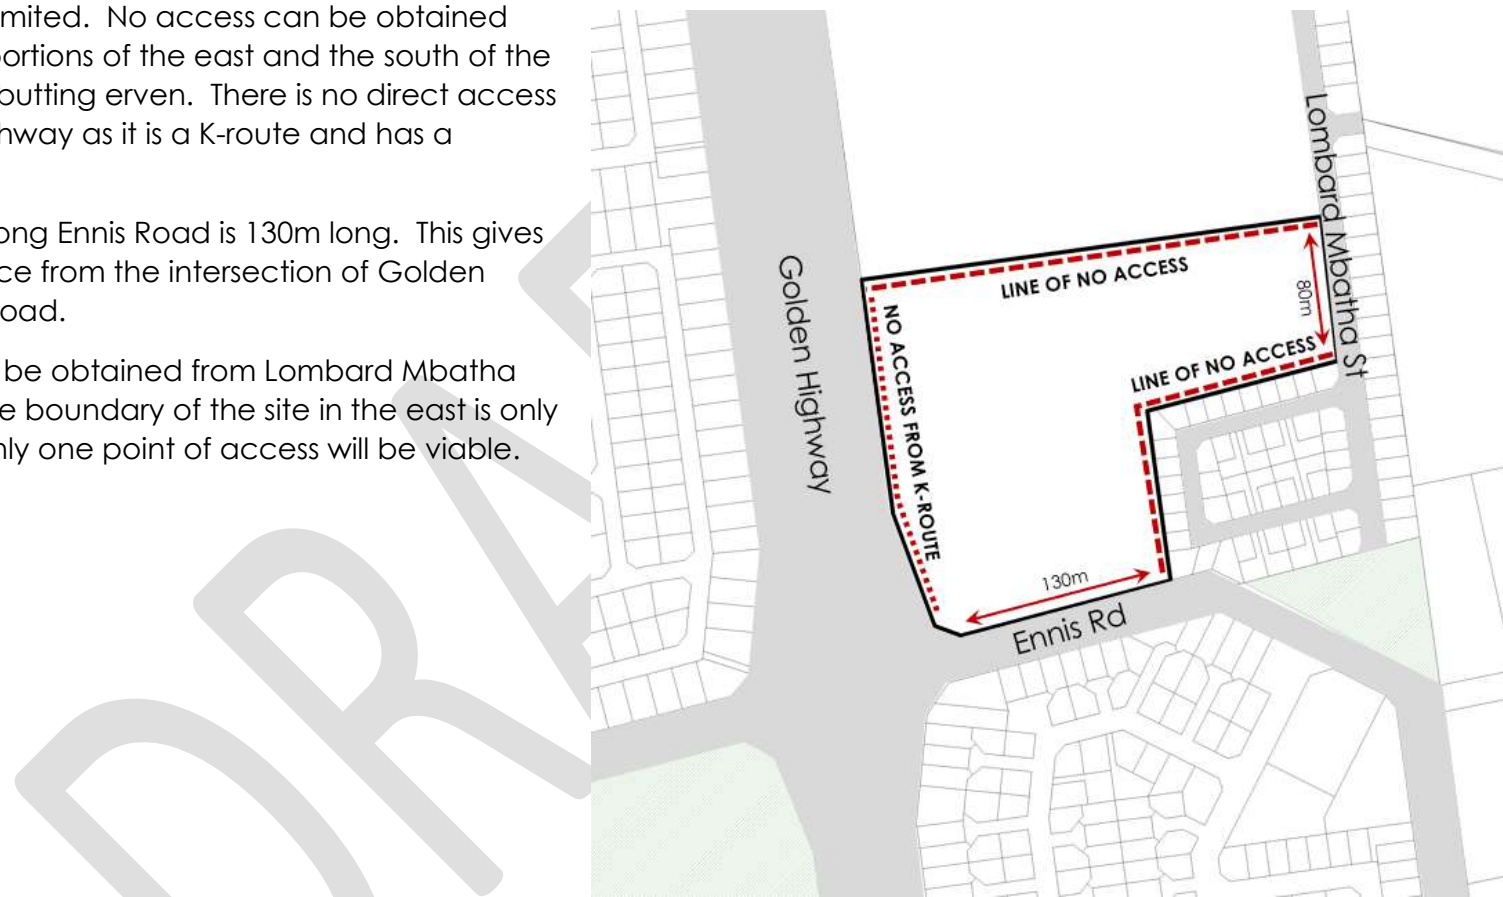 mited. No access can be obtained
ortions of the east and the south of the
butting erven. There is no direct access
hway as it is a K-route and has a
ong Ennis Road is 130m long. This gives
ce from the intersection of Golden
oad.
be obtained from Lombard Mbatha
e boundary of the site in the east is only
nly one point of access will be viable.
Golden Highway
Lombard Mbatha St
LINE OF NO ACCESS
80m
LINE OF NO ACCESS
NO ACCESS FROM K-ROUTE
130m
Ennis Rd
DRAF